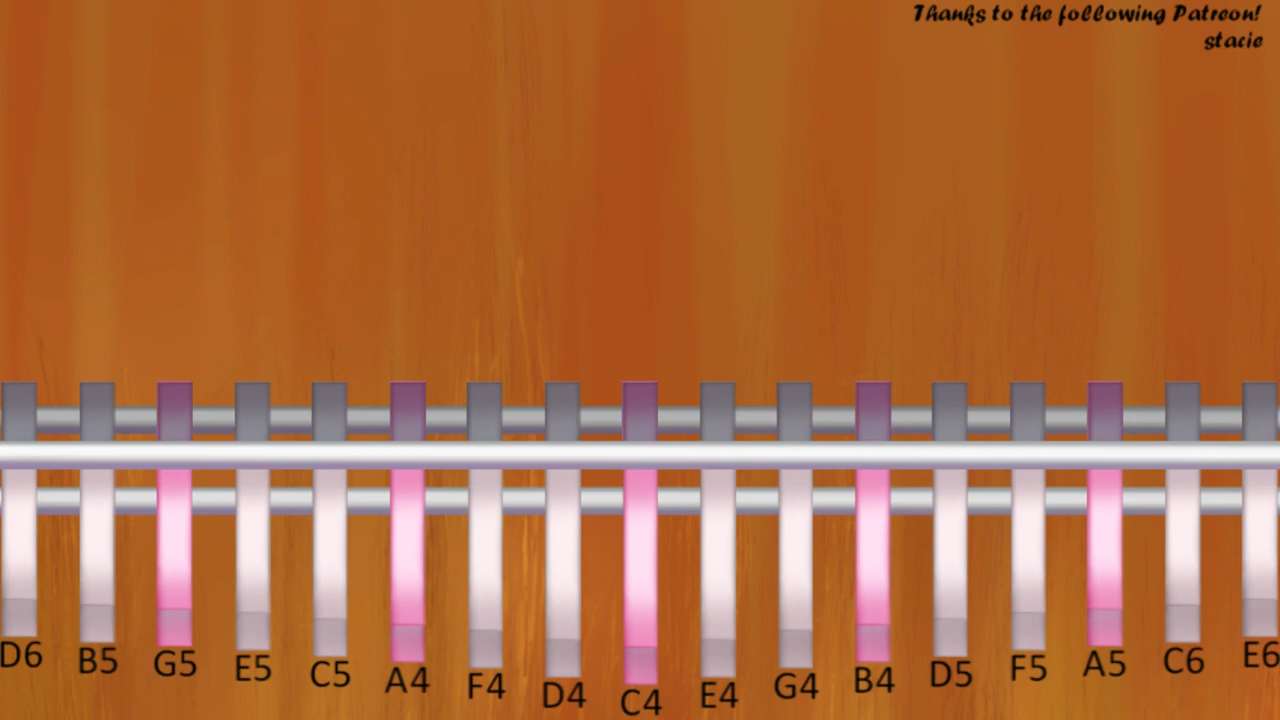 Thanks to the following Patreon!
stacie
D6 B5 G5 E5 C5 A4 F4 D4 C4 E4 G4 B4 D5 F5 A5 C6 E6